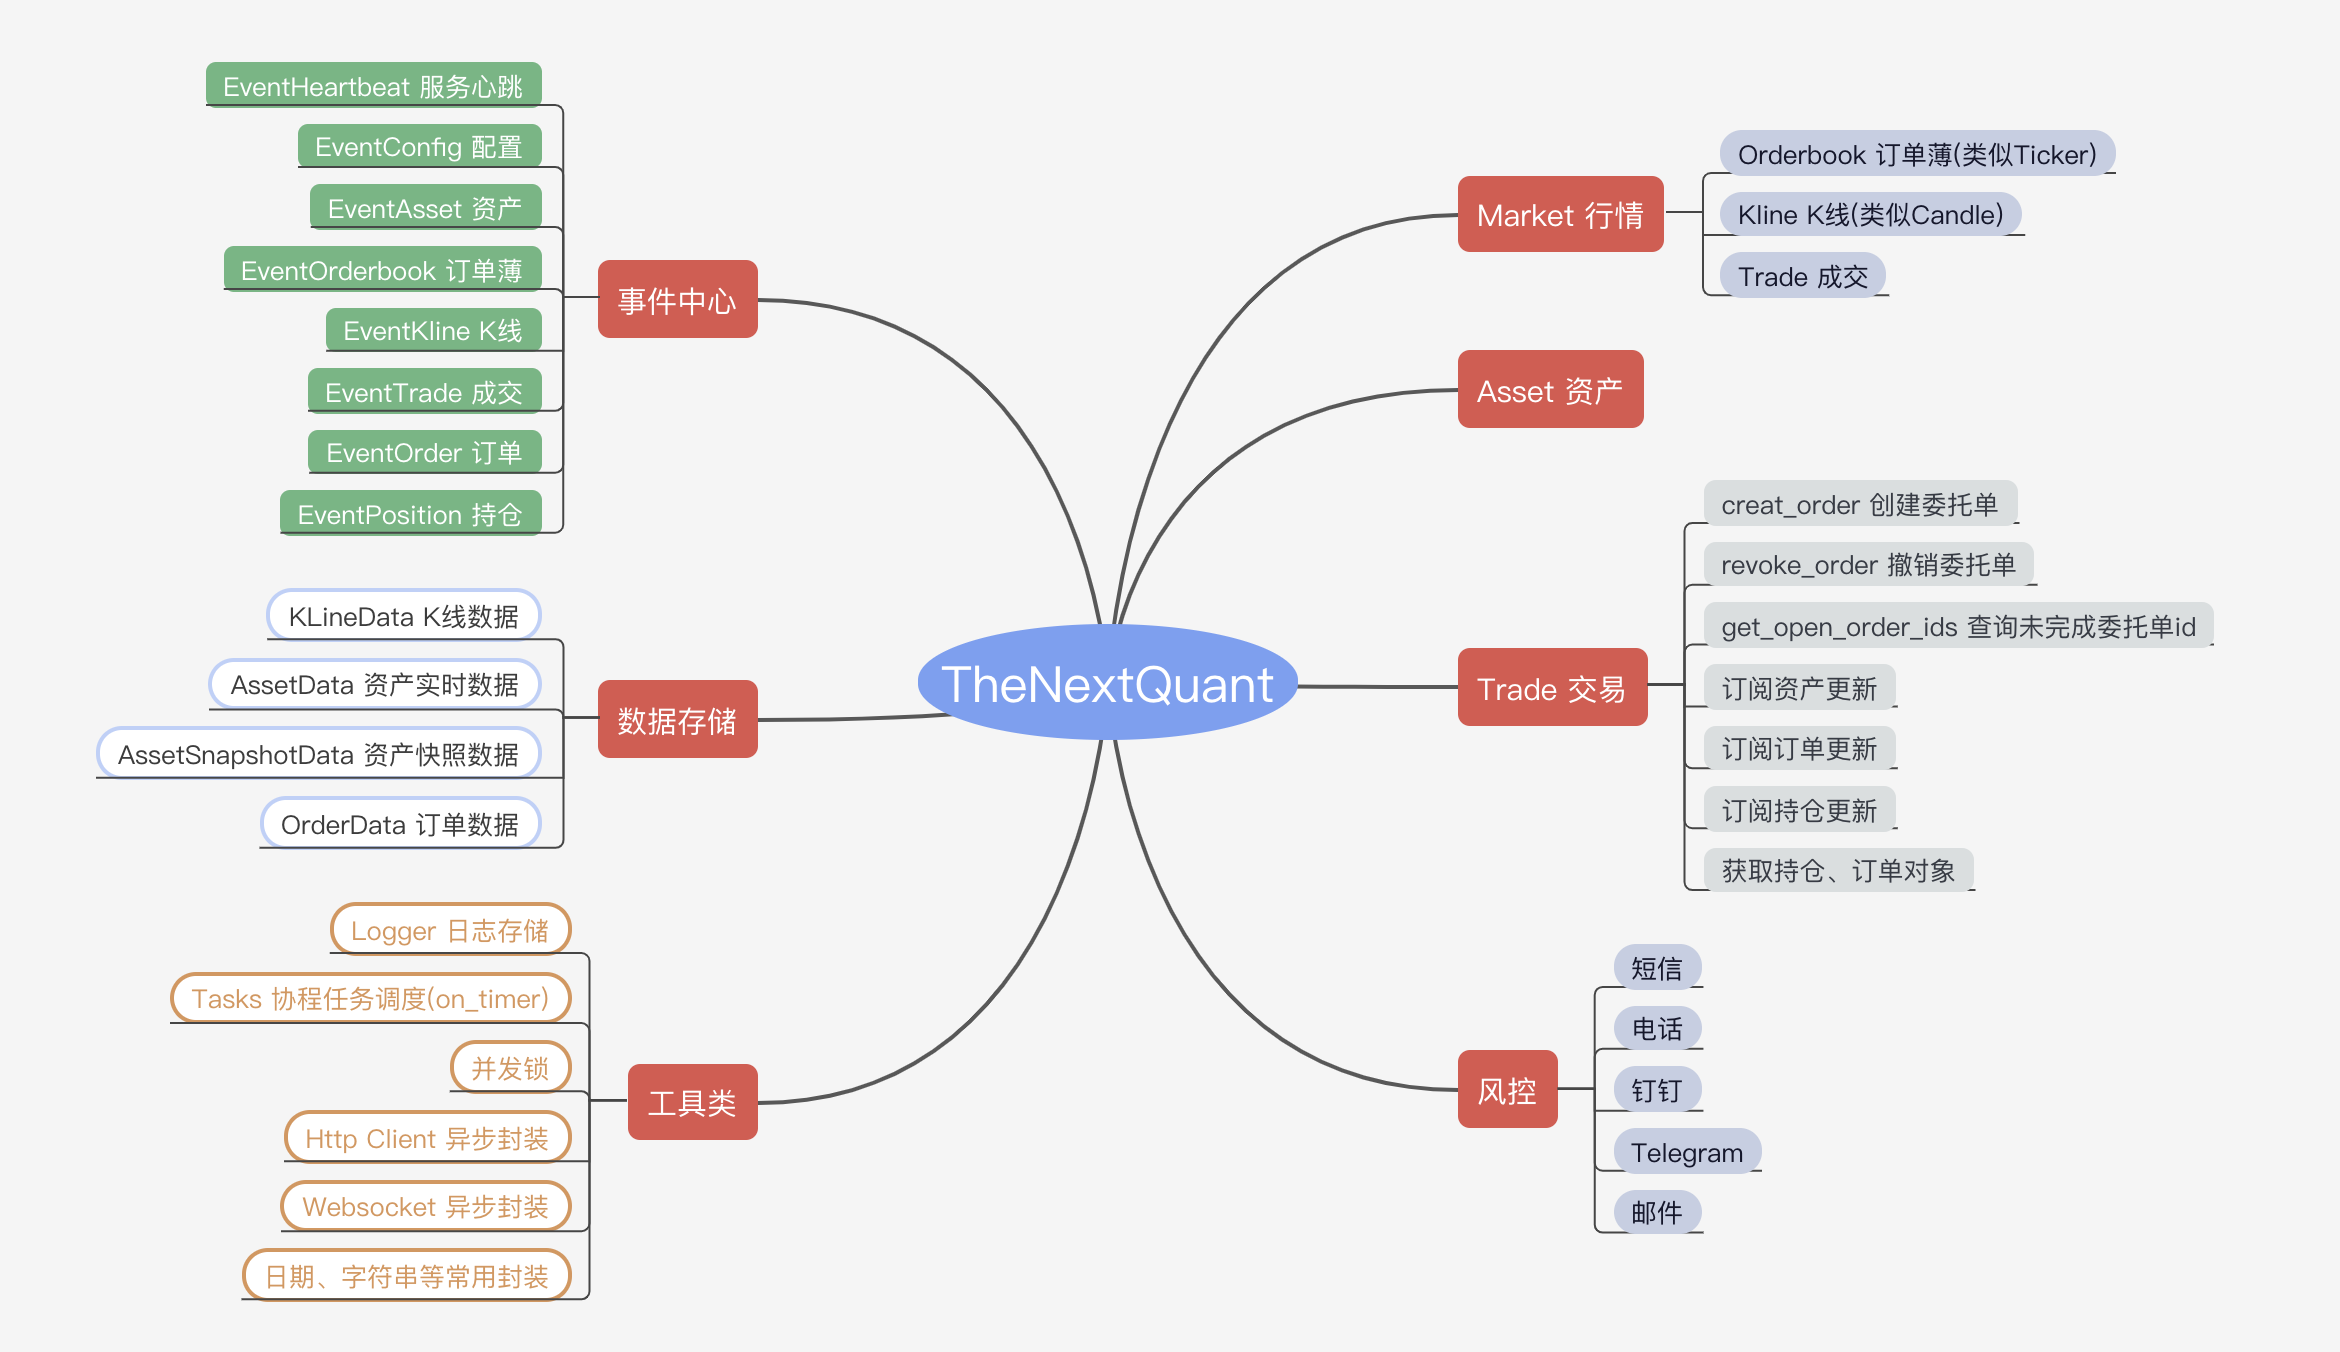 TheNextQuant
事件中心
EventHeartbeat 服务心跳
EventConfig 配置
EventAsset 资产
EventOrderbook 订单薄
EventKline K线
EventTrade 成交
EventOrder 订单
EventPosition 持仓
数据存储
KLineData K线数据
AssetData 资产实时数据
AssetSnapshotData 资产快照数据
OrderData 订单数据
工具类
Logger 日志存储
Tasks 协程任务调度(on_timer)
并发锁
Http Client 异步封装
Websocket 异步封装
日期、字符串等常用封装
Market 行情
Orderbook 订单薄(类似Ticker)
Kline K线(类似Candle)
Trade 成交
Asset 资产
Trade 交易
creat_order 创建委托单
revoke_order 撤销委托单
get_open_order_ids 查询未完成委托单id
订阅资产更新
订阅订单更新
订阅持仓更新
获取持仓、订单对象
风控
短信
电话
钉钉
Telegram
邮件